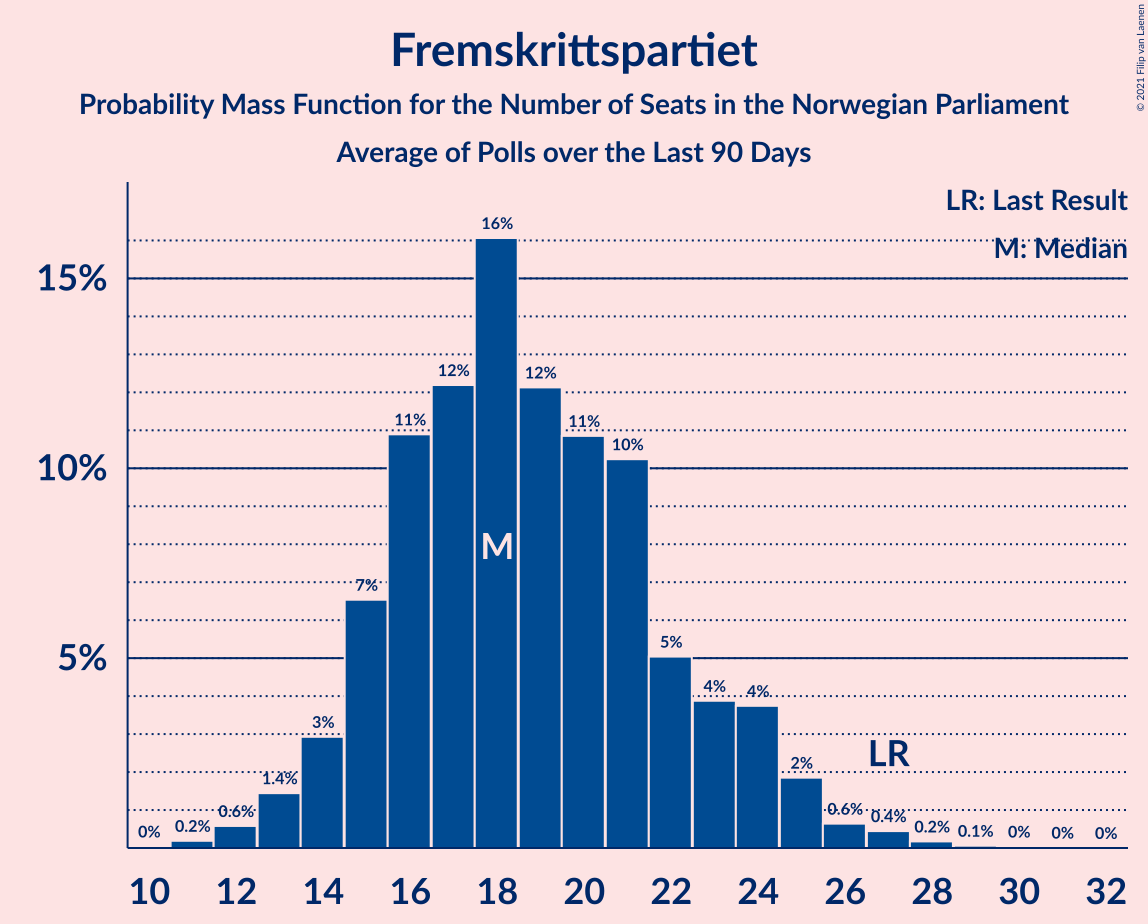 Fremskrittspartiet
Probability Mass Function for the Number of Seats in the Norwegian Parliament
Average of Polls over the Last 90 Days
© 2021 Filip van Laenen
LR: Last Result
M: Median
15%
10%
5%
0%
0.2%
0.6%
1.4%
3%
7%
11%
12%
16%
12%
11%
10%
5%
4%
4%
2%
0.6%
0.4%
0.2%
0.1%
0%
0%
0%
M
LR
10 12 14 16 18 20 22 24 26 28 30 32